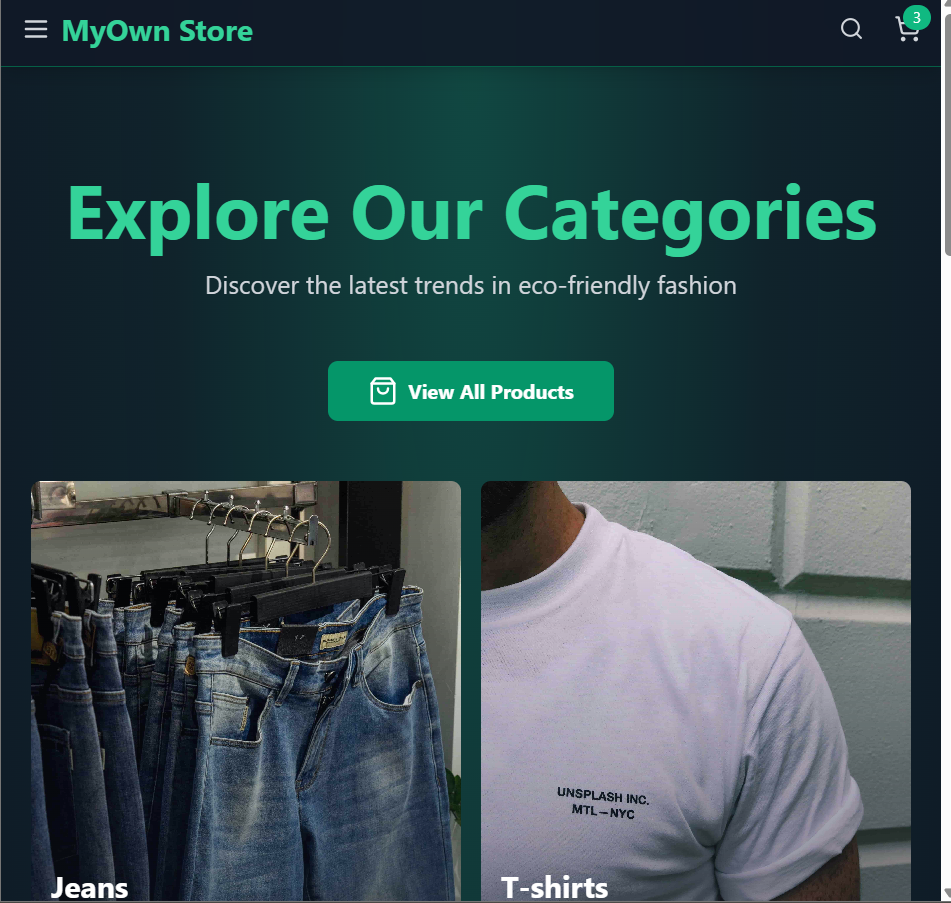 MyOwn Store
3
Explore Our Categories
Discover the latest trends in eco-friendly fashion
View All Products
UNSPLASH INC.
MTL—NYC
Jeans
T-shirts